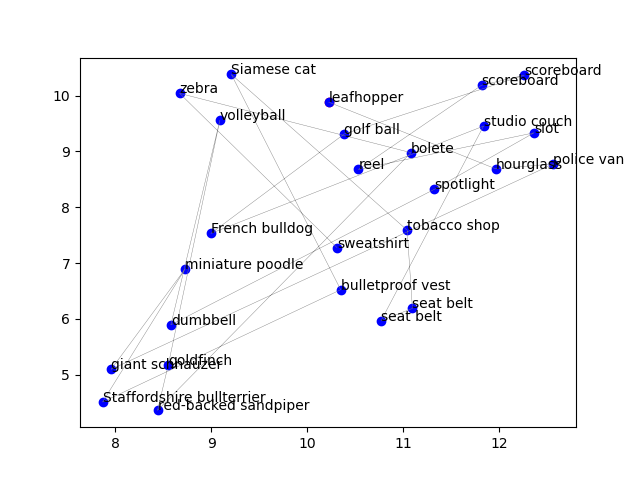 Siamese cat
scoreboard
scoreboard
zebra
leafhopper
volleyball
golf ball
studio couch
slot
bolete
reel
hourglass
police van
spotlight
French bulldog
tobacco shop
sweatshirt
miniature poodle
bulletproof vest
seat belt
seat belt
dumbbell
goldfinch
giant schnauzer
Staffordshire bullterrier
red-backed sandpiper
10
9
8
7
6
5
8
9
10
11
12